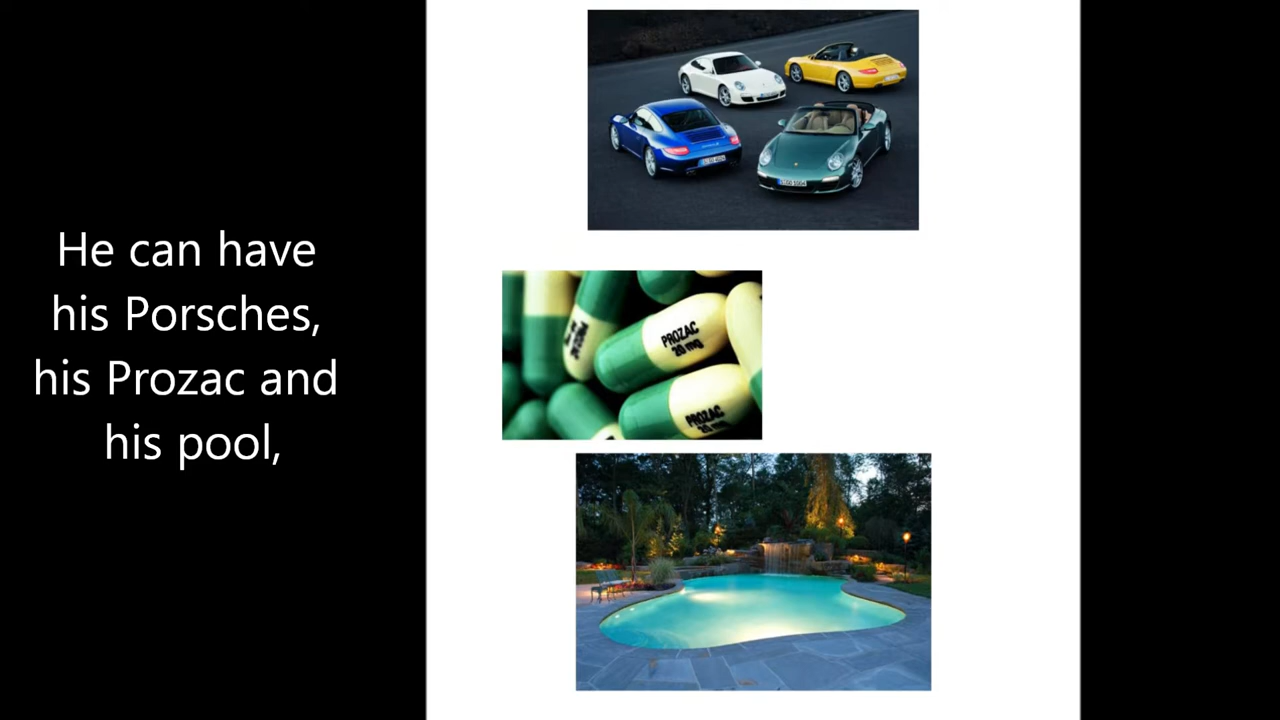 He can have
his Porsches,
his Prozac and
his pool,
PROZAC
20 mg
PROZAC